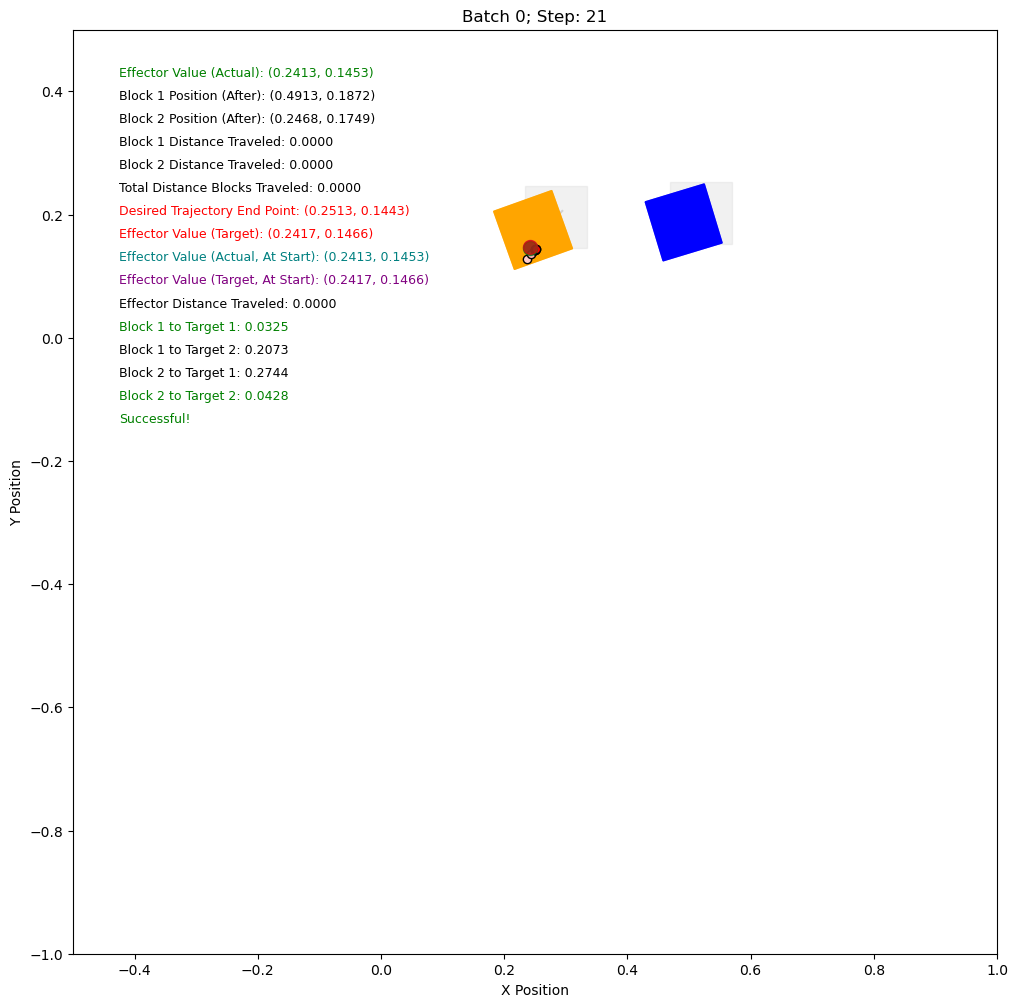 Batch 0; Step: 21
Effector Value (Actual): (0.2413, 0.1453)
Block 1 Position (After): (0.4913, 0.1872)
Block 2 Position (After): (0.2468, 0.1749)
Block 1 Distance Traveled: 0.0000
Block 2 Distance Traveled: 0.0000
Total Distance Blocks Traveled: 0.0000
Desired Trajectory End Point: (0.2513, 0.1443)
Effector Value (Target): (0.2417, 0.1466)
Effector Value (Actual, At Start): (0.2413, 0.1453)
Effector Value (Target, At Start): (0.2417, 0.1466)
Effector Distance Traveled: 0.0000
Block 1 to Target 1: 0.0325
Block 1 to Target 2: 0.2073
Block 2 to Target 1: 0.2744
Block 2 to Target 2: 0.0428
Successful!
Y Position
0.4
0.2
0.0
−0.2
−0.4
−0.6
−0.8
−1.0
−0.4
−0.2
0.0
0.2
0.4
0.6
0.8
1.0
X Position